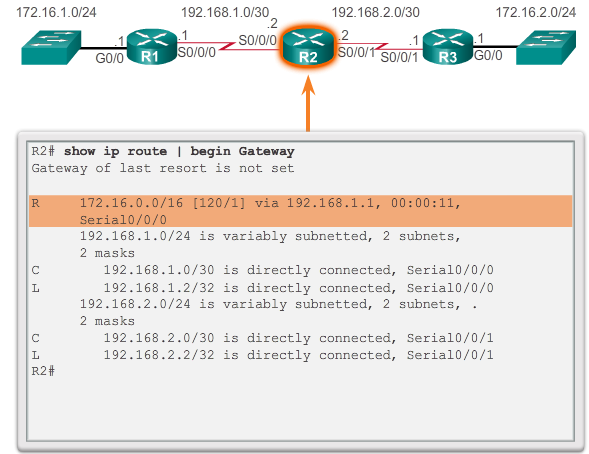 172.16.1.0/24 192.168.1.0/30 192.168.2.0/30 172.16.2.0/24
.1 .1 .2 .2 .1 .1
G0/0 R1 S0/0/0 S0/0/0 R2 S0/0/1 S0/0/1 R3 G0/0
R2# show ip route | begin Gateway
Gateway of last resort is not set
R 172.16.0.0/16 [120/1] via 192.168.1.1, 00:00:11,
Serial0/0/0
192.168.1.0/24 is variably subnetted, 2 subnets,
2 masks
C 192.168.1.0/30 is directly connected, Serial0/0/0
L 192.168.1.2/32 is directly connected, Serial0/0/0
192.168.2.0/24 is variably subnetted, 2 subnets, .
2 masks
C 192.168.2.0/30 is directly connected, Serial0/0/1
L 192.168.2.2/32 is directly connected, Serial0/0/1
R2#